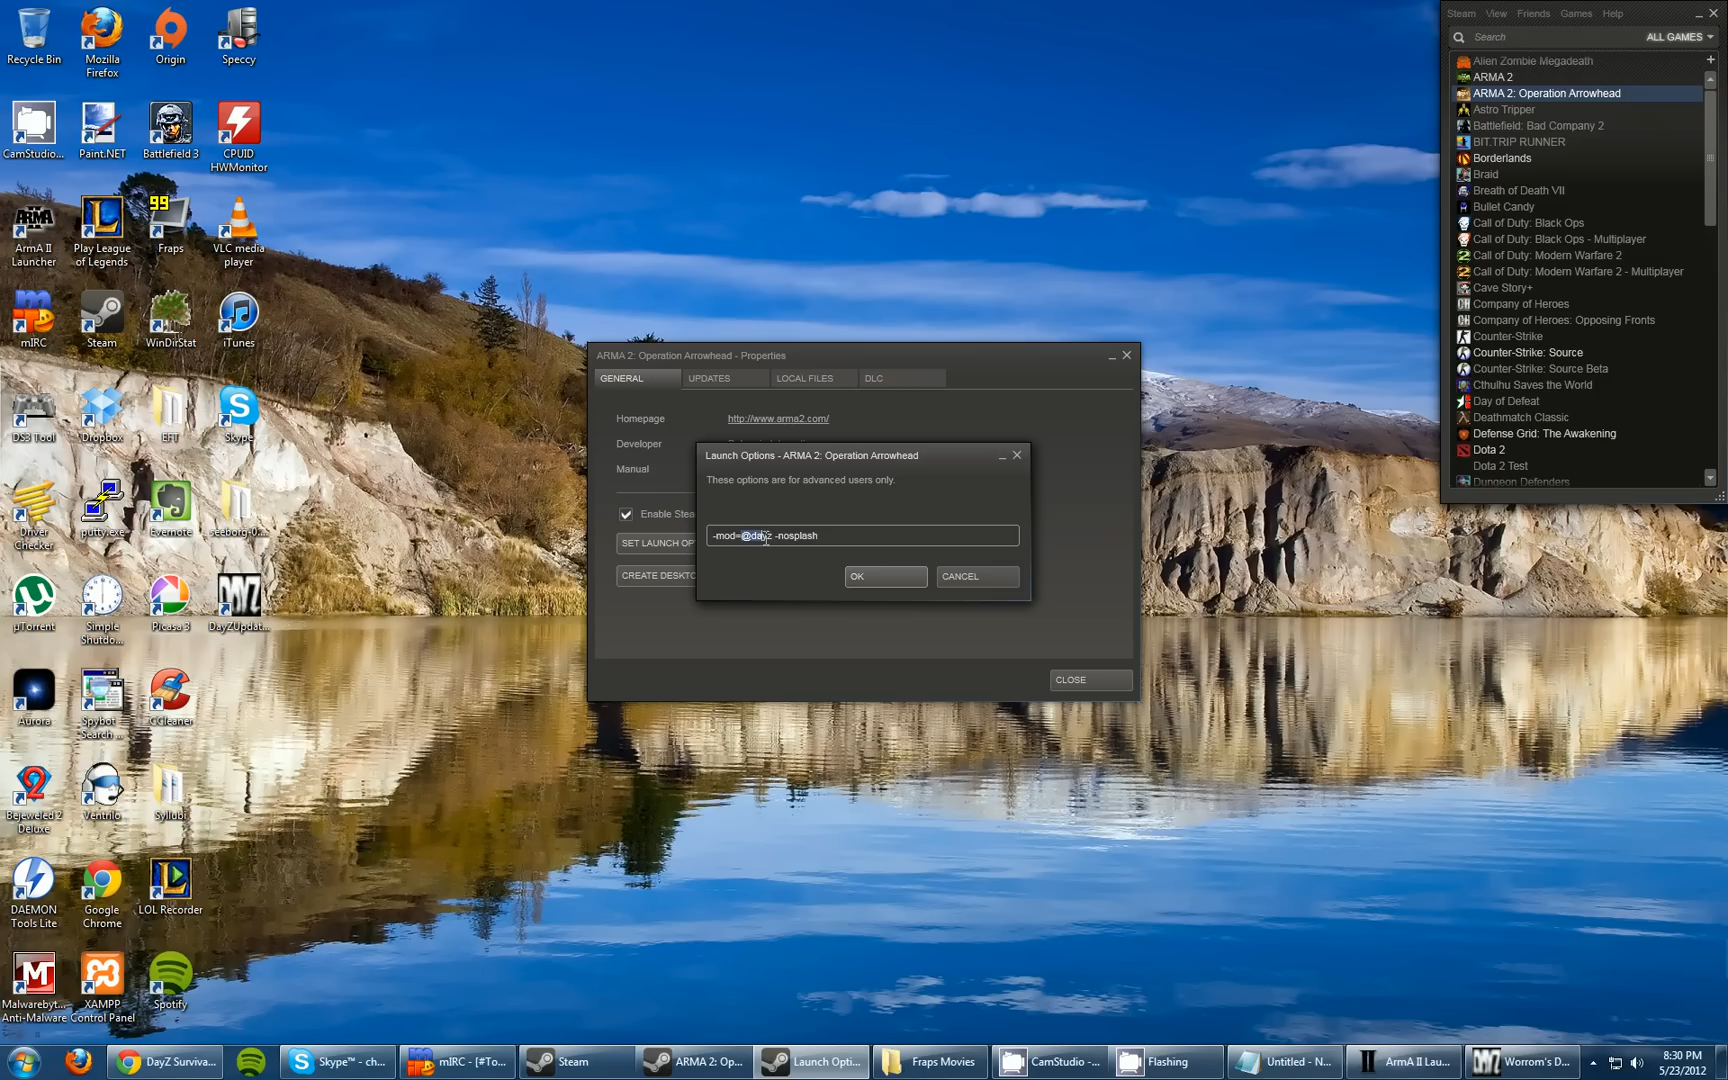 Recycle Bin
Mozilla Firefox
Origin
Speccy
CamStudio...
Paint.NET
Battlefield 3
CPUID HWMonitor
ARMA
ArmA II Launcher
Play League of Legends
99
Fraps
VLC media player
mIRC
Steam
WinDirStat
iTunes
DS3 Tool
Dropbox
EFT
Skype
Driver Checker
putty.exe
Evernote
seeborg-0...
µTorrent
Simple Shutdo...
Picasa 3
DAYZ
DayZUpdat...
Aurora
Spybot Search ...
CCleaner
Bejeweled 2 Deluxe
Ventrilo
Syllubi
DAEMON Tools Lite
Google Chrome
LOL Recorder
Malwarebyt... Anti-Malware
XAMPP Control Panel
Spotify
ARMA 2: Operation Arrowhead - Properties
GENERAL
UPDATES
LOCAL FILES
DLC
Homepage
http://www.arma2.com/
Developer
Manual
Enable Stea
SET LAUNCH OP
CREATE DESKTO
CLOSE
Launch Options - ARMA 2: Operation Arrowhead
These options are for advanced users only.
-mod=@dayz -nosplash
OK
CANCEL
Steam View Friends Games Help
Search
ALL GAMES
Alien Zombie Megadeath
ARMA 2
ARMA 2: Operation Arrowhead
Astro Tripper
Battlefield: Bad Company 2
BIT.TRIP RUNNER
Borderlands
Braid
Breath of Death VII
Bullet Candy
Call of Duty: Black Ops
Call of Duty: Black Ops - Multiplayer
Call of Duty: Modern Warfare 2
Call of Duty: Modern Warfare 2 - Multiplayer
Cave Story+
Company of Heroes
Company of Heroes: Opposing Fronts
Counter-Strike
Counter-Strike: Source
Counter-Strike: Source Beta
Cthulhu Saves the World
Day of Defeat
Deathmatch Classic
Defense Grid: The Awakening
Dota 2
Dota 2 Test
Dungeon Defenders
DayZ Surviva...
Skype™ - ch...
mIRC - [#To...
Steam
ARMA 2: Op...
Launch Opti...
Fraps Movies
CamStudio -...
Flashing
Untitled - N...
ArmA II Lau...
DAYZ
Worrom's D...
8:30 PM
5/23/2012